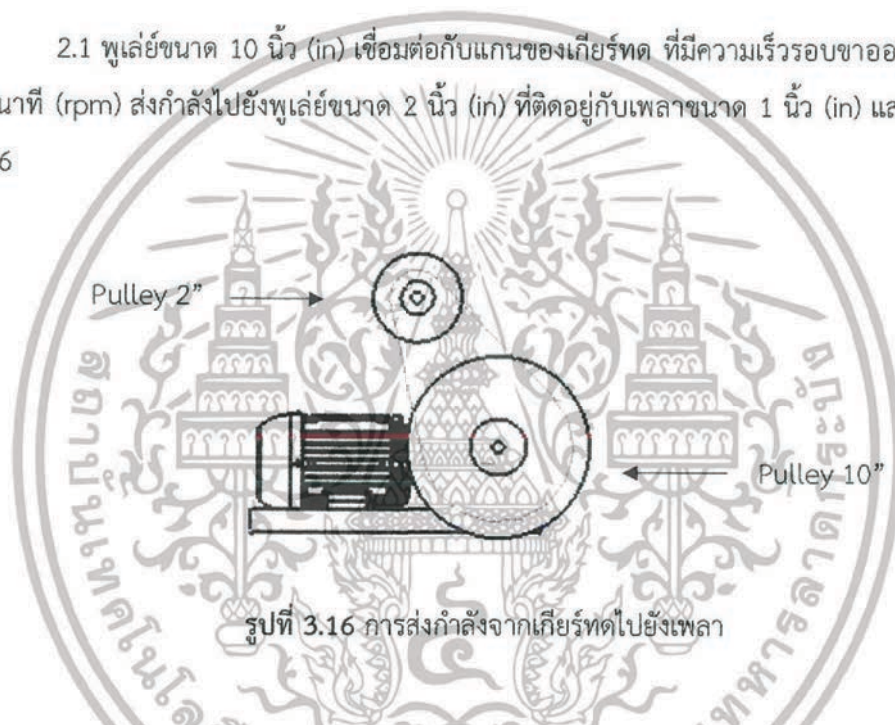 2.1 พูเล่ย์ขนาด 10 นิ้ว (in) เชื่อมต่อกับแกนของเกียร์ทด ที่มีความเร็วรอบขาออ
นาที (rpm) ส่งกำลังไปยังพูเล่ย์ขนาด 2 นิ้ว (in) ที่ติดอยู่กับเพลาขนาด 1 นิ้ว (in) แล
6
Pulley 2"
Pulley 10"
รูปที่ 3.16 การส่งกำลังจากเกียร์ทดไปยังเพลา